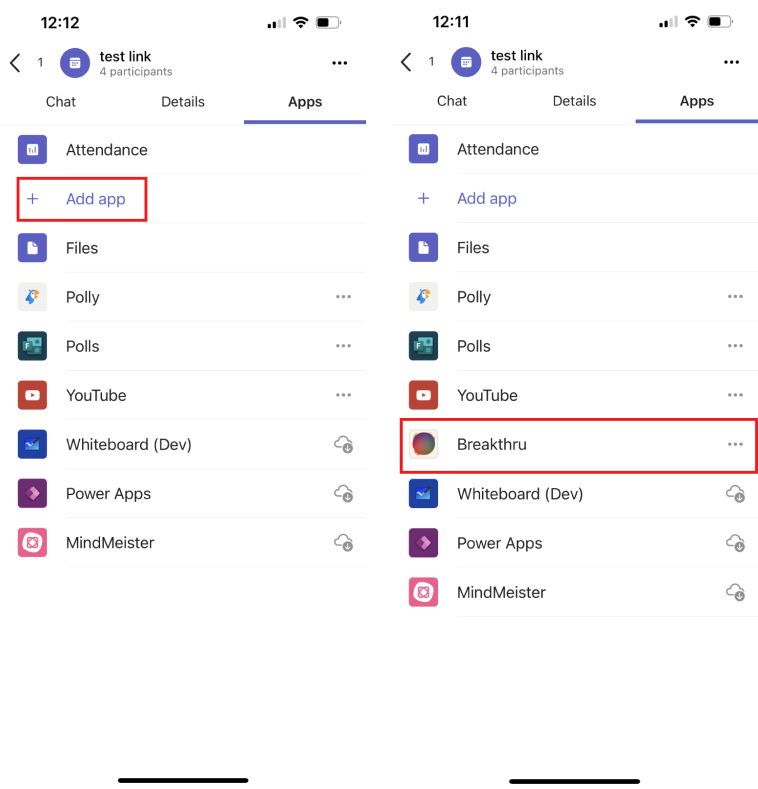 12:12
1
test link
4 participants
Chat Details Apps
Attendance
+ Add app
Files
Polly
Polls
YouTube
Whiteboard (Dev)
Power Apps
MindMeister
12:11
1
test link
4 participants
Chat Details Apps
Attendance
+ Add app
Files
Polly
Polls
YouTube
Breakthru
Whiteboard (Dev)
Power Apps
MindMeister